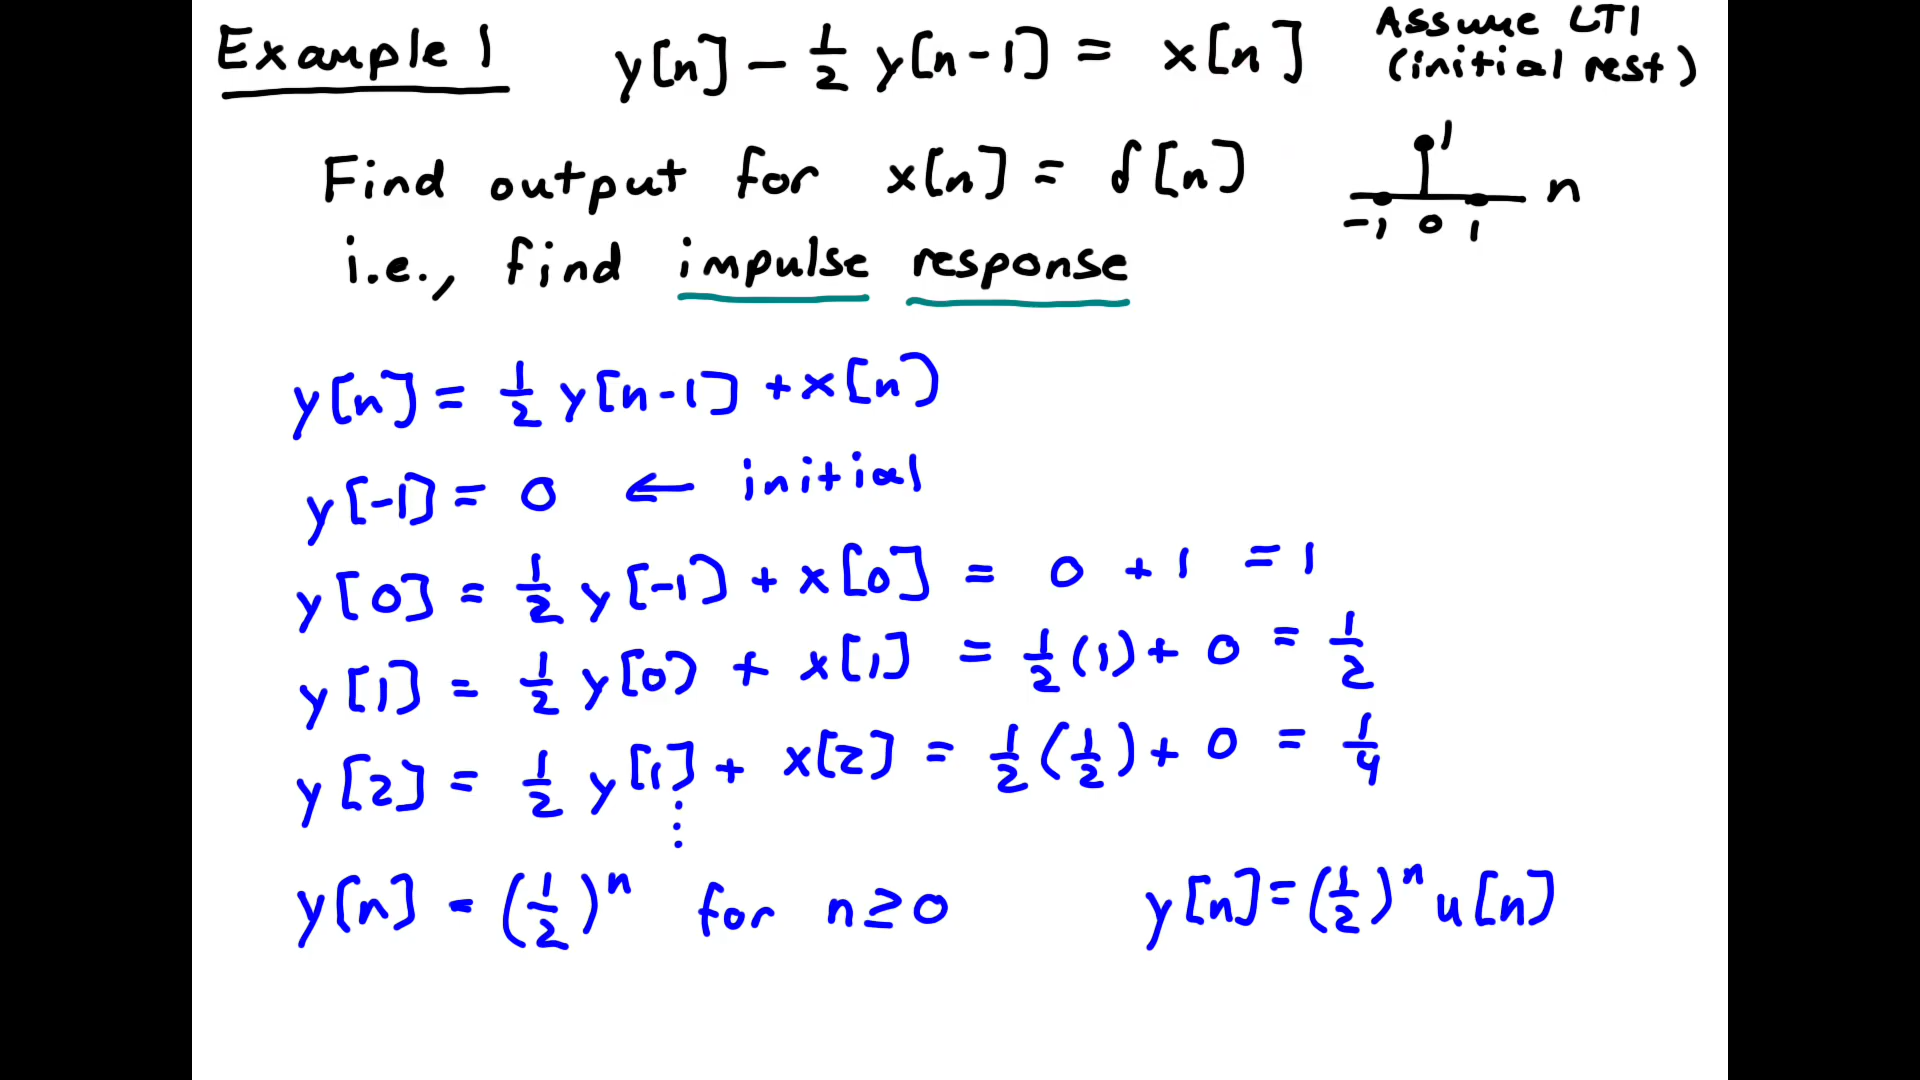 Example 1 y[n] - 1/2 y[n-1] = x[n] Assume LTI
(initial rest)
Find output for x[n] = δ[n]
1
n
-1 0 1
i.e., find impulse response
y[n] = 1/2 y[n-1] + x[n]
y[-1] = 0 ← initial
y[0] = 1/2 y[-1] + x[0] = 0 + 1 = 1
y[1] = 1/2 y[0] + x[1] = 1/2 (1) + 0 = 1/2
y[2] = 1/2 y[1] + x[2] = 1/2 (1/2) + 0 = 1/4
⋮
y[n] = (1/2)^n for n ≥ 0 y[n] = (1/2)^n u[n]